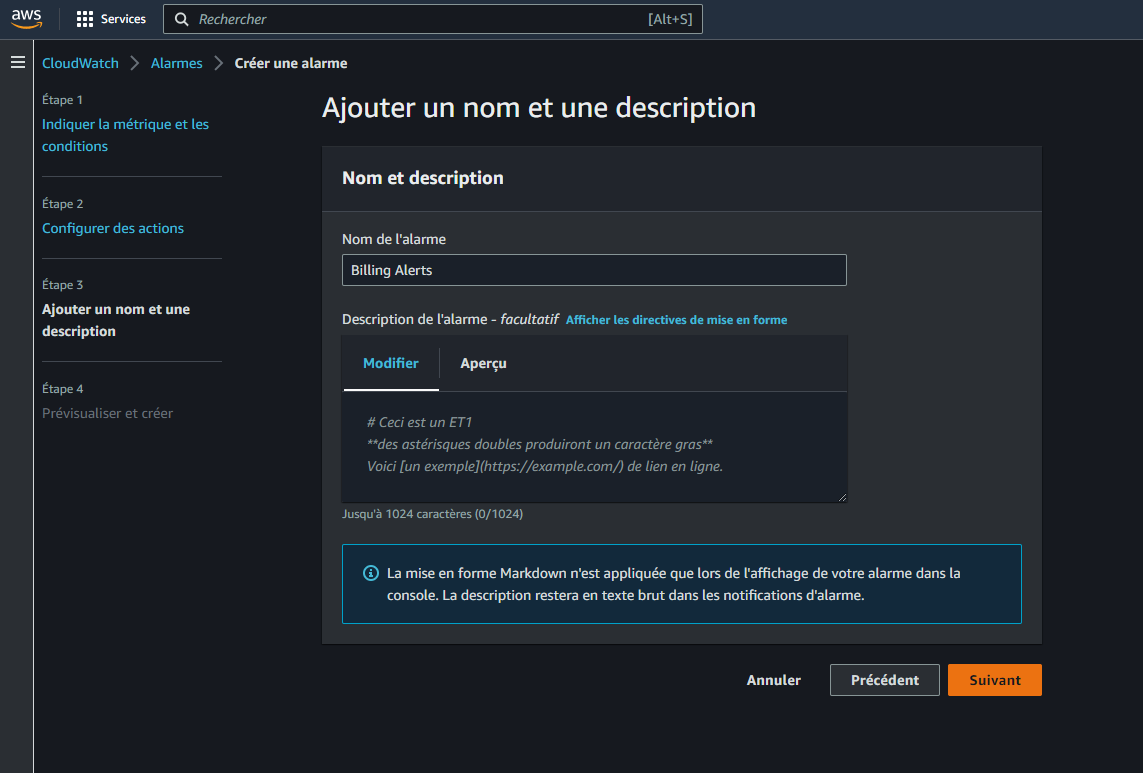 aws
Services
Rechercher [Alt+S]
CloudWatch > Alarmes > Créer une alarme
Étape 1
Indiquer la métrique et les
conditions
Étape 2
Configurer des actions
Étape 3
Ajouter un nom et une
description
Étape 4
Prévisualiser et créer
Ajouter un nom et une description
Nom et description
Nom de l'alarme
Billing Alerts
Description de l'alarme - facultatif Afficher les directives de mise en forme
Modifier Aperçu
# Ceci est un ET1
**des astérisques doubles produiront un caractère gras**
Voici [un exemple](https://example.com/) de lien en ligne.
Jusqu'à 1024 caractères (0/1024)
La mise en forme Markdown n'est appliquée que lors de l'affichage de votre alarme dans la
console. La description restera en texte brut dans les notifications d'alarme.
Annuler Précédent Suivant